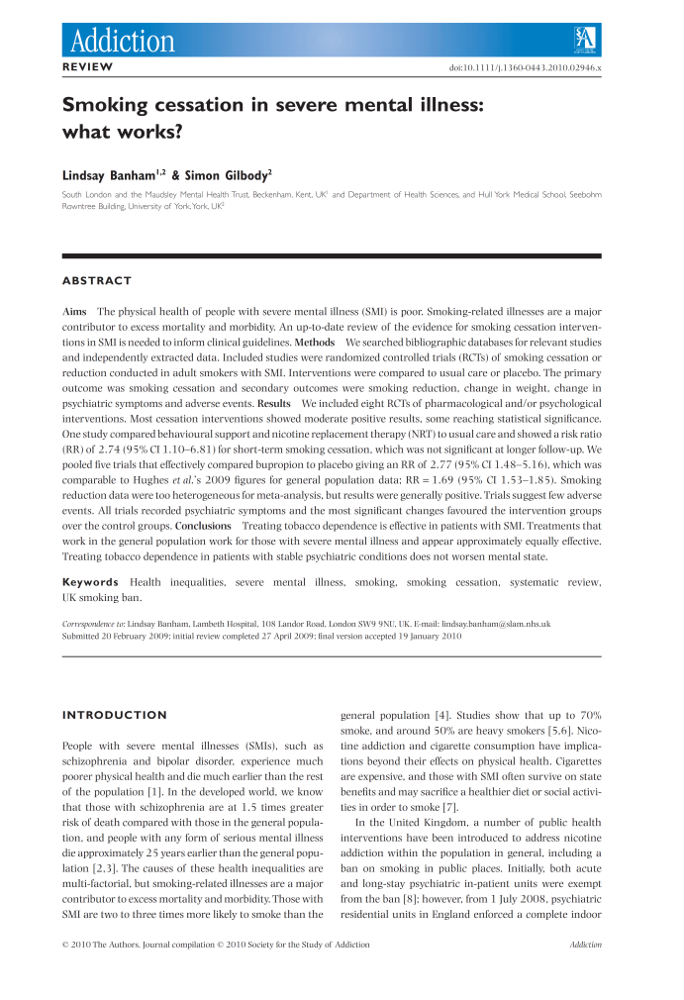 Addiction
REVIEW
doi:10.1111/j.1360-0443.2010.02946.x
Smoking cessation in severe mental illness:
what works?
Lindsay Banham1,2 & Simon Gilbody2
South London and the Maudsley Mental Health Trust, Beckenham, Kent, UK1 and Department of Health Sciences, and Hull York Medical School, Seebohm
Rowntree Building, University of York, York, UK2
ABSTRACT
Aims The physical health of people with severe mental illness (SMI) is poor. Smoking-related illnesses are a major
contributor to excess mortality and morbidity. An up-to-date review of the evidence for smoking cessation interven-
tions in SMI is needed to inform clinical guidelines. Methods We searched bibliographic databases for relevant studies
and independently extracted data. Included studies were randomized controlled trials (RCTs) of smoking cessation or
reduction conducted in adult smokers with SMI. Interventions were compared to usual care or placebo. The primary
outcome was smoking cessation and secondary outcomes were smoking reduction, change in weight, change in
psychiatric symptoms and adverse events. Results We included eight RCTs of pharmacological and/or psychological
interventions. Most cessation interventions showed moderate positive results, some reaching statistical significance.
One study compared behavioural support and nicotine replacement therapy (NRT) to usual care and showed a risk ratio
(RR) of 2.74 (95% CI 1.10–6.81) for short-term smoking cessation, which was not significant at longer follow-up. We
pooled five trials that effectively compared bupropion to placebo giving an RR of 2.77 (95% CI 1.48–5.16), which was
comparable to Hughes et al.'s 2009 figures for general population data; RR = 1.69 (95% CI 1.53–1.85). Smoking
reduction data were too heterogeneous for meta-analysis, but results were generally positive. Trials suggest few adverse
events. All trials recorded psychiatric symptoms and the most significant changes favoured the intervention groups
over the control groups. Conclusions Treating tobacco dependence is effective in patients with SMI. Treatments that
work in the general population work for those with severe mental illness and appear approximately equally effective.
Treating tobacco dependence in patients with stable psychiatric conditions does not worsen mental state.
Keywords Health inequalities, severe mental illness, smoking, smoking cessation, systematic review,
UK smoking ban.
Correspondence to: Lindsay Banham, Lambeth Hospital, 108 Landor Road, London SW9 9NU, UK. E-mail: lindsay.banham@slam.nhs.uk
Submitted 20 February 2009; initial review completed 27 April 2009; final version accepted 19 January 2010
INTRODUCTION
People with severe mental illnesses (SMIs), such as
schizophrenia and bipolar disorder, experience much
poorer physical health and die much earlier than the rest
of the population [1]. In the developed world, we know
that those with schizophrenia are at 1.5 times greater
risk of death compared with those in the general popula-
tion, and people with any form of serious mental illness
die approximately 25 years earlier than the general popu-
lation [2,3]. The causes of these health inequalities are
multi-factorial, but smoking-related illnesses are a major
contributor to excess mortality and morbidity. Those with
SMI are two to three times more likely to smoke than the
general population [4]. Studies show that up to 70%
smoke, and around 50% are heavy smokers [5,6]. Nico-
tine addiction and cigarette consumption have implica-
tions beyond their effects on physical health. Cigarettes
are expensive, and those with SMI often survive on state
benefits and may sacrifice a healthier diet or social activi-
ties in order to smoke [7].
In the United Kingdom, a number of public health
interventions have been introduced to address nicotine
addiction within the population in general, including a
ban on smoking in public places. Initially, both acute
and long-stay psychiatric in-patient units were exempt
from the ban [8]; however, from 1 July 2008, psychiatric
residential units in England enforced a complete indoor
© 2010 The Authors. Journal compilation © 2010 Society for the Study of Addiction
Addiction